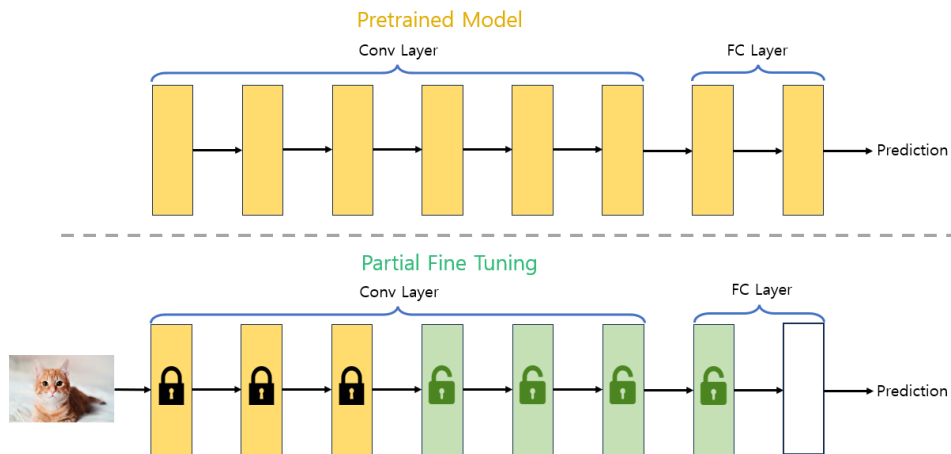 Pretrained Model
Conv Layer
FC Layer
Prediction
Partial Fine Tuning
Conv Layer
FC Layer
Prediction